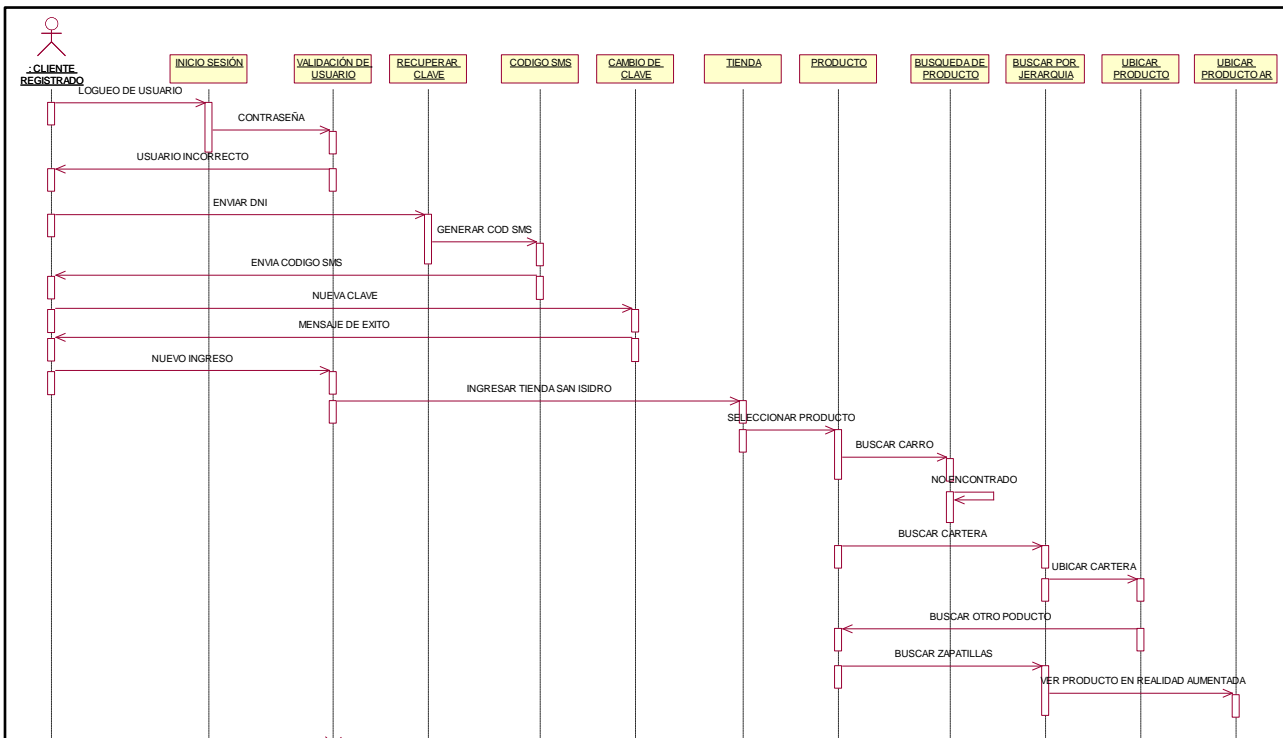 : CLIENTE
REGISTRADO
INICIO SESIÓN
VALIDACIÓN DE
USUARIO
RECUPERAR
CLAVE
CODIGO SMS
CAMBIO DE
CLAVE
TIENDA
PRODUCTO
BUSQUEDA DE
PRODUCTO
BUSCAR POR
JERARQUIA
UBICAR
PRODUCTO
UBICAR
PRODUCTO AR
LOGUEO DE USUARIO
CONTRASEÑA
USUARIO INCORRECTO
ENVIAR DNI
GENERAR COD SMS
ENVIA CODIGO SMS
NUEVA CLAVE
MENSAJE DE EXITO
NUEVO INGRESO
INGRESAR TIENDA SAN ISIDRO
SELECCIONAR PRODUCTO
BUSCAR CARRO
NO ENCONTRADO
BUSCAR CARTERA
UBICAR CARTERA
BUSCAR OTRO PODUCTO
BUSCAR ZAPATILLAS
VER PRODUCTO EN REALIDAD AUMENTADA